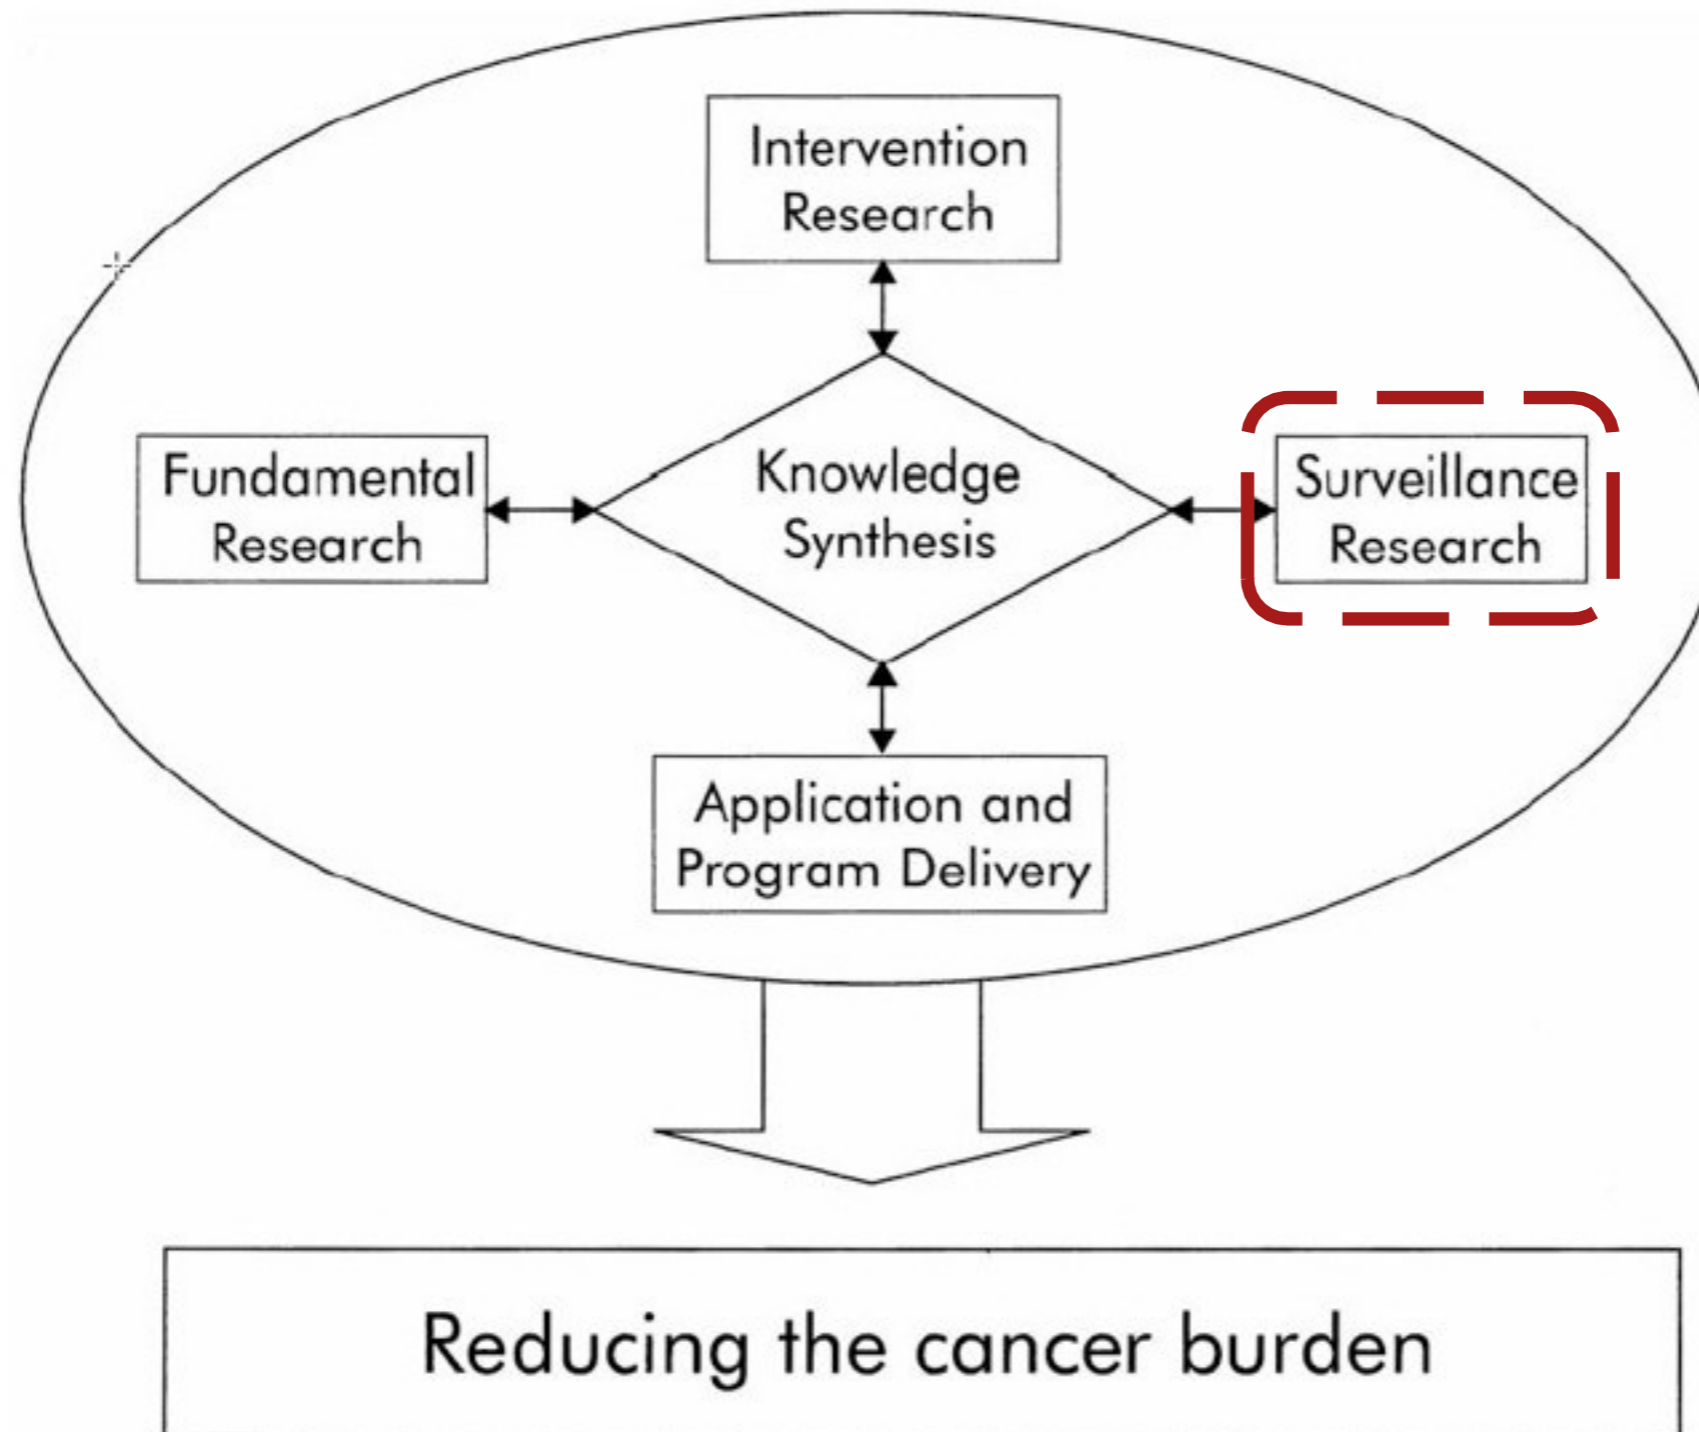 Intervention
Research
Fundamental
Research
Knowledge
Synthesis
Surveillance
Research
Application and
Program Delivery
Reducing the cancer burden